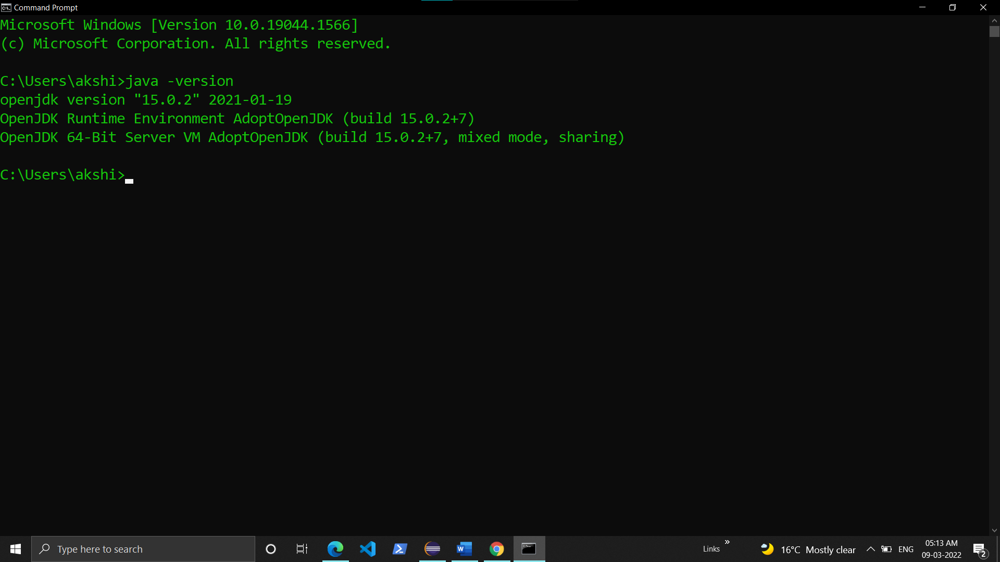 Command Prompt
Microsoft Windows [Version 10.0.19044.1566]
(c) Microsoft Corporation. All rights reserved.
C:\Users\akshi>java -version
openjdk version "15.0.2" 2021-01-19
OpenJDK Runtime Environment AdoptOpenJDK (build 15.0.2+7)
OpenJDK 64-Bit Server VM AdoptOpenJDK (build 15.0.2+7, mixed mode, sharing)
C:\Users\akshi>
Type here to search
Links
16°C Mostly clear
ENG
05:13 AM
09-03-2022
2